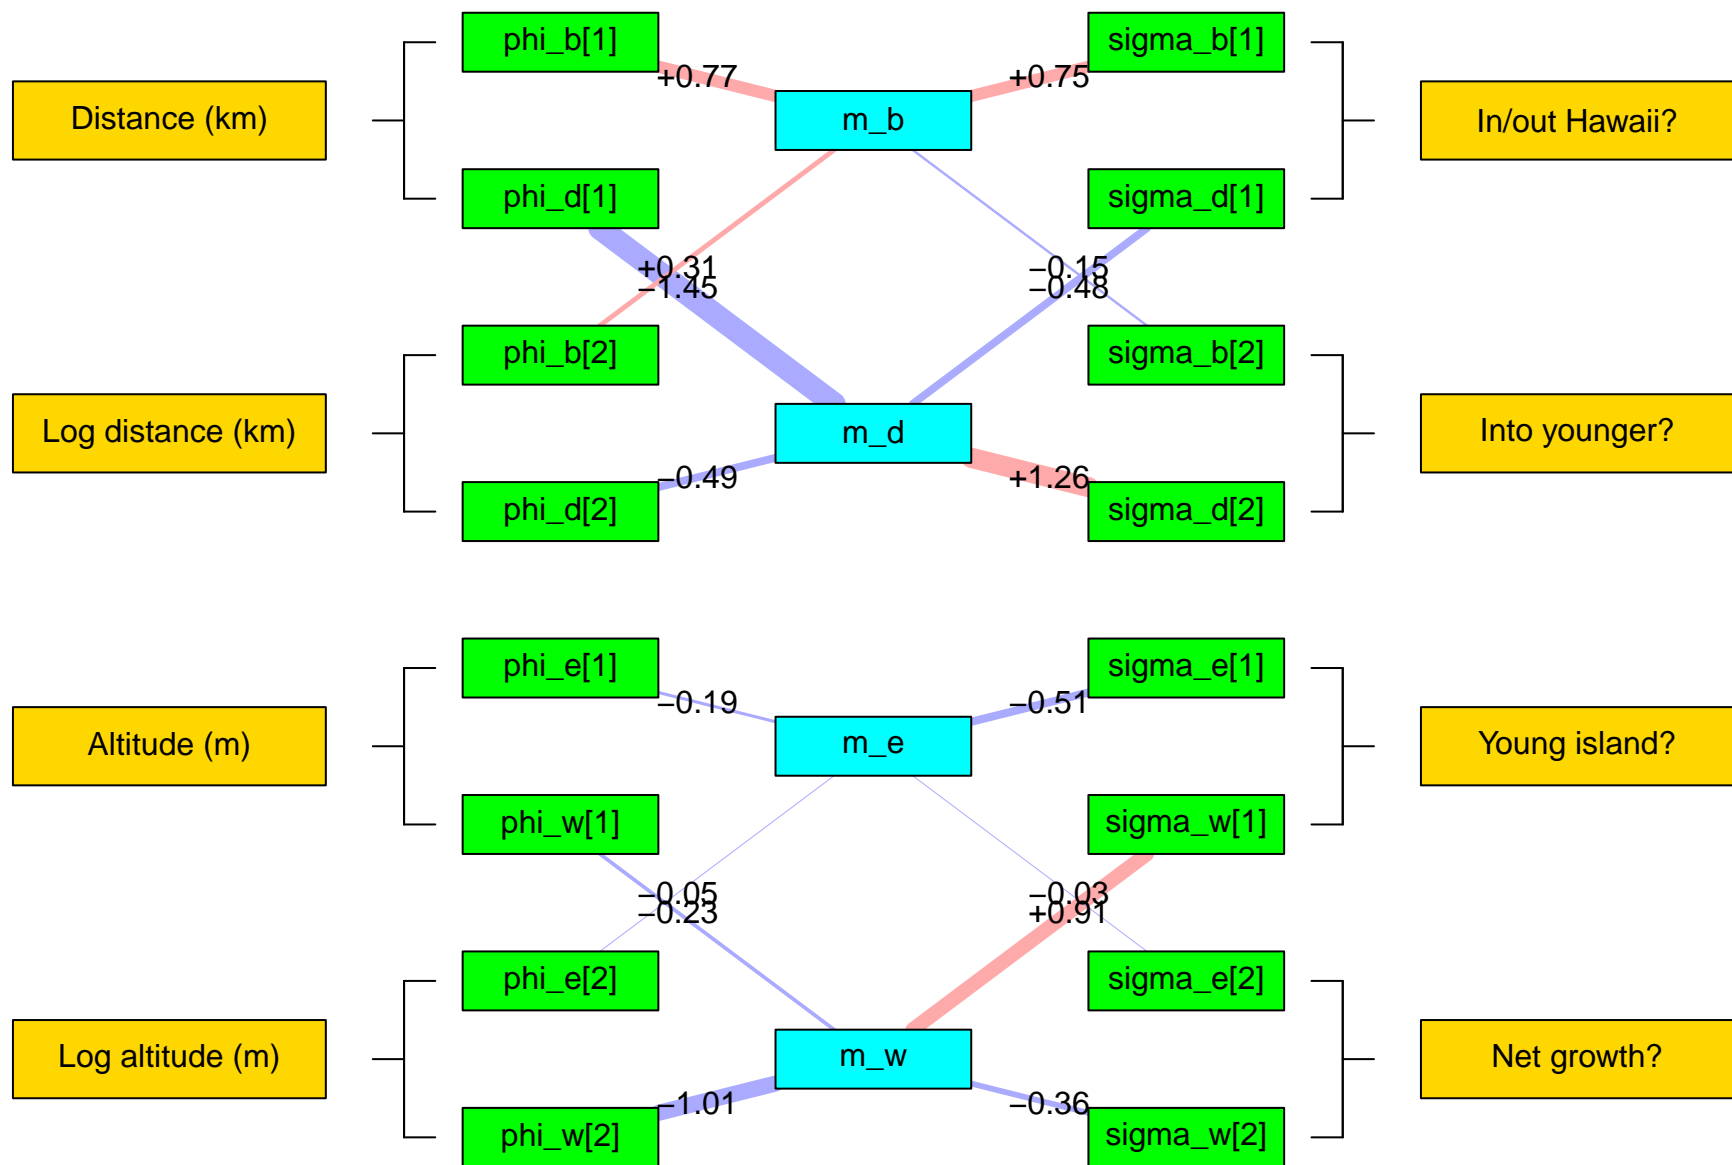 phi_b[1]
sigma_b[1]
+0.77
+0.75
Distance (km)
m_b
In/out Hawaii?
phi_d[1]
sigma_d[1]
+0.31
−0.15
−1.45
−0.48
phi_b[2]
sigma_b[2]
Log distance (km)
m_d
Into younger?
−0.49
+1.26
phi_d[2]
sigma_d[2]
phi_e[1]
sigma_e[1]
−0.19
−0.51
Altitude (m)
m_e
Young island?
phi_w[1]
sigma_w[1]
−0.05
−0.03
−0.23
+0.91
phi_e[2]
sigma_e[2]
Log altitude (m)
m_w
Net growth?
−1.01
−0.36
phi_w[2]
sigma_w[2]